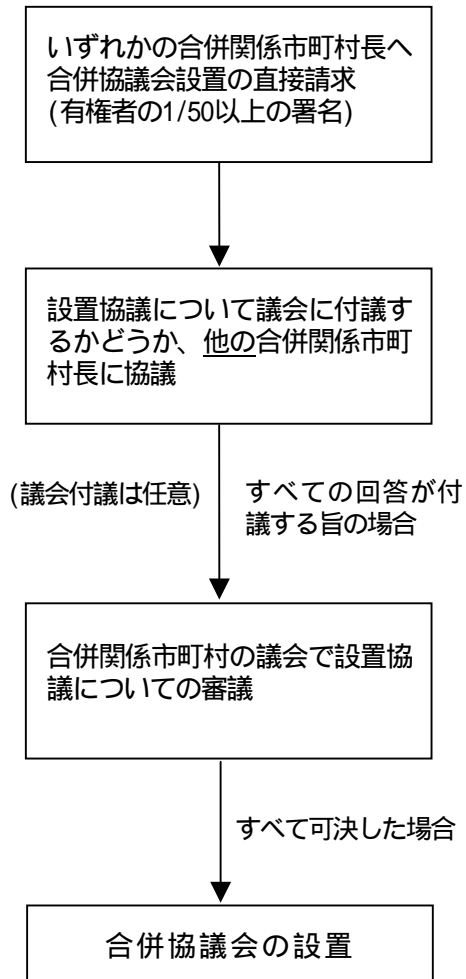 いずれかの合併関係市町村長へ
合併協議会設置の直接請求
(有権者の1/50以上の署名)
設置協議について議会に付議す
るかどうか、他の合併関係市町
村長に協議
(議会付議は任意)
すべての回答が付
議する旨の場合
合併関係市町村の議会で設置協
議についての審議
すべて可決した場合
合併協議会の設置